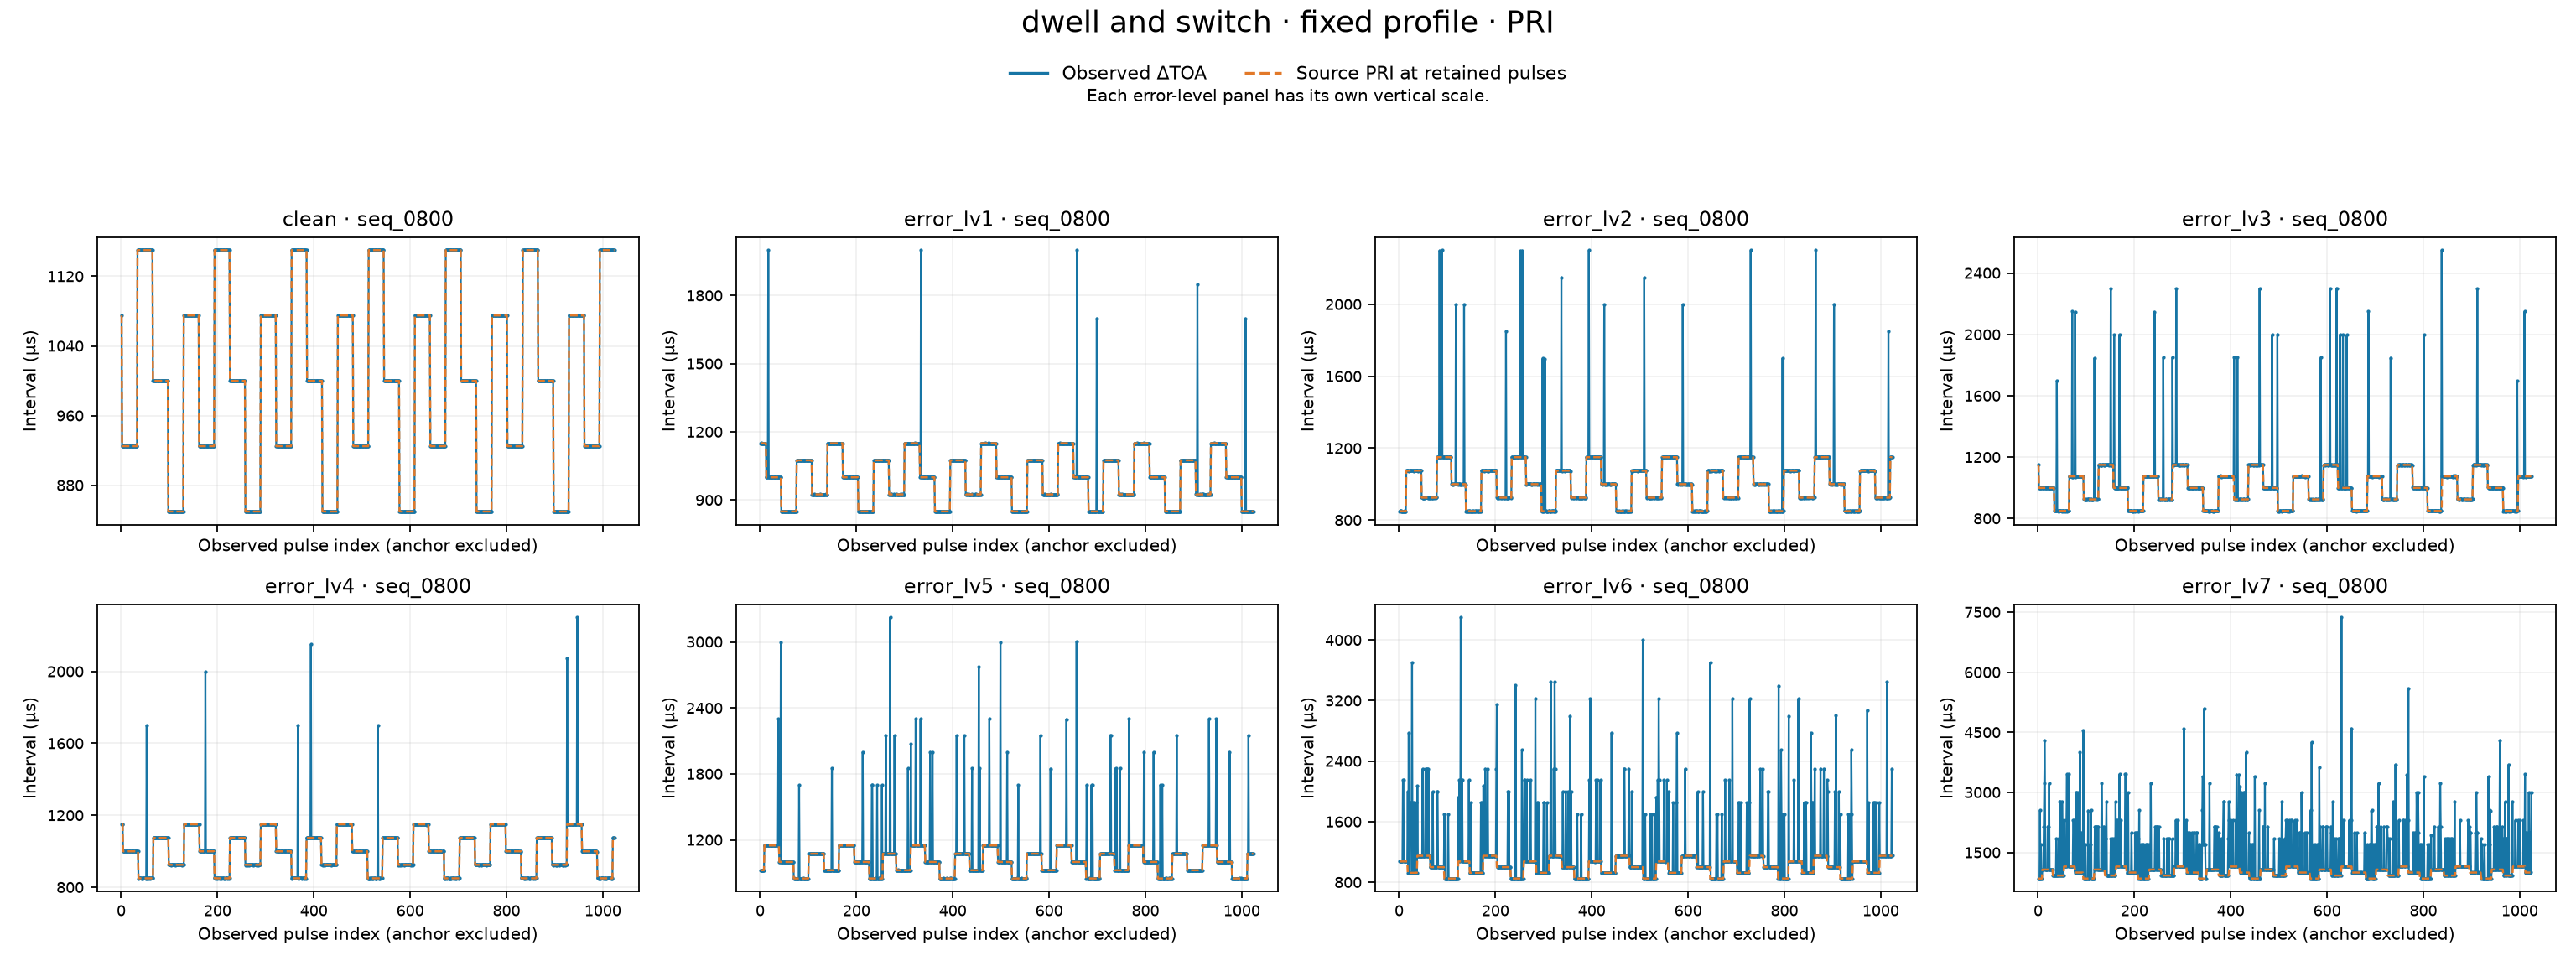 dwell and switch · fixed profile · PRI
Observed ΔTOA Source PRI at retained pulses
Each error-level panel has its own vertical scale.
clean · seq_0800
1120
1040
960
880
Interval (µs)
Observed pulse index (anchor excluded)
error_lv1 · seq_0800
1800
1500
1200
900
Interval (µs)
Observed pulse index (anchor excluded)
error_lv2 · seq_0800
2000
1600
1200
800
Interval (µs)
Observed pulse index (anchor excluded)
error_lv3 · seq_0800
2400
2000
1600
1200
800
Interval (µs)
Observed pulse index (anchor excluded)
error_lv4 · seq_0800
2000
1600
1200
800
Interval (µs)
0 200 400 600 800 1000
Observed pulse index (anchor excluded)
error_lv5 · seq_0800
3000
2400
1800
1200
Interval (µs)
0 200 400 600 800 1000
Observed pulse index (anchor excluded)
error_lv6 · seq_0800
4000
3200
2400
1600
800
Interval (µs)
0 200 400 600 800 1000
Observed pulse index (anchor excluded)
error_lv7 · seq_0800
7500
6000
4500
3000
1500
Interval (µs)
0 200 400 600 800 1000
Observed pulse index (anchor excluded)